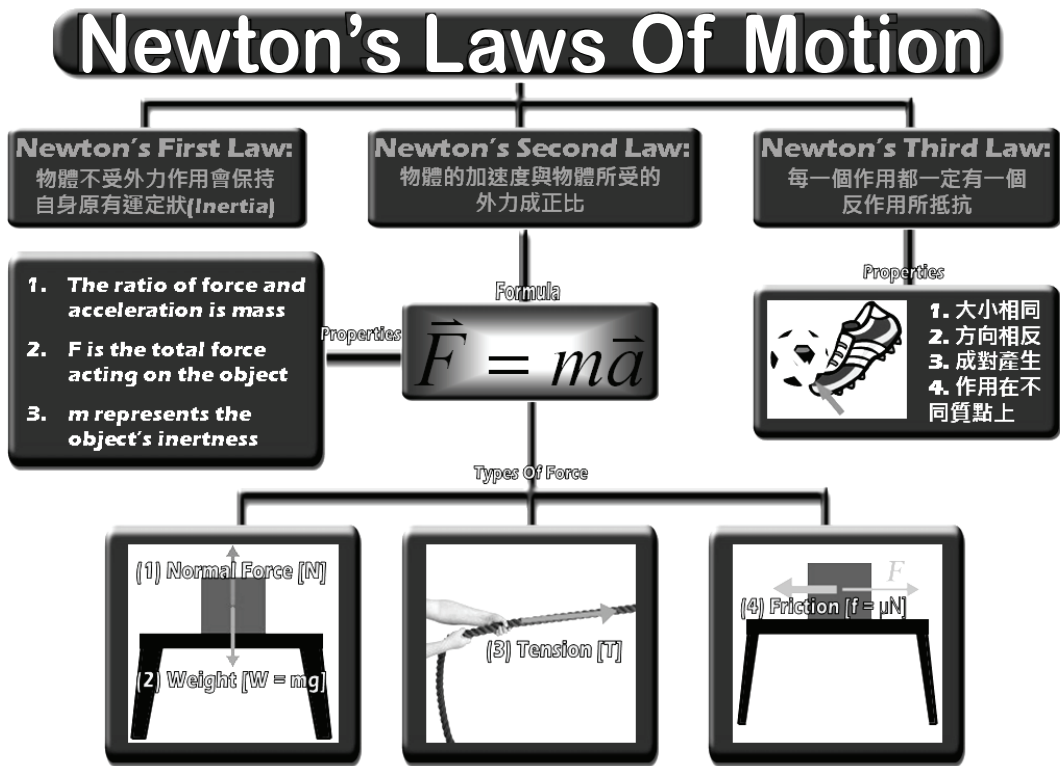 Newton's Laws Of Motion
Newton's First Law:
物體不受外力作用會保持
自身原有運定狀(Inertia)
Newton's Second Law:
物體的加速度與物體所受的
外力成正比
Newton's Third Law:
每一個作用都一定有一個
反作用所抵抗
1. The ratio of force and
acceleration is mass
2. F is the total force
acting on the object
3. m represents the
object's inertness
Properties
Formula
F = ma
Properties
1. 大小相同
2. 方向相反
3. 成對產生
4. 作用在不
同質點上
Types Of Force
(1) Normal Force [N]
(2) Weight [W = mg]
(3) Tension [T]
F
(4) Friction [f = μN]